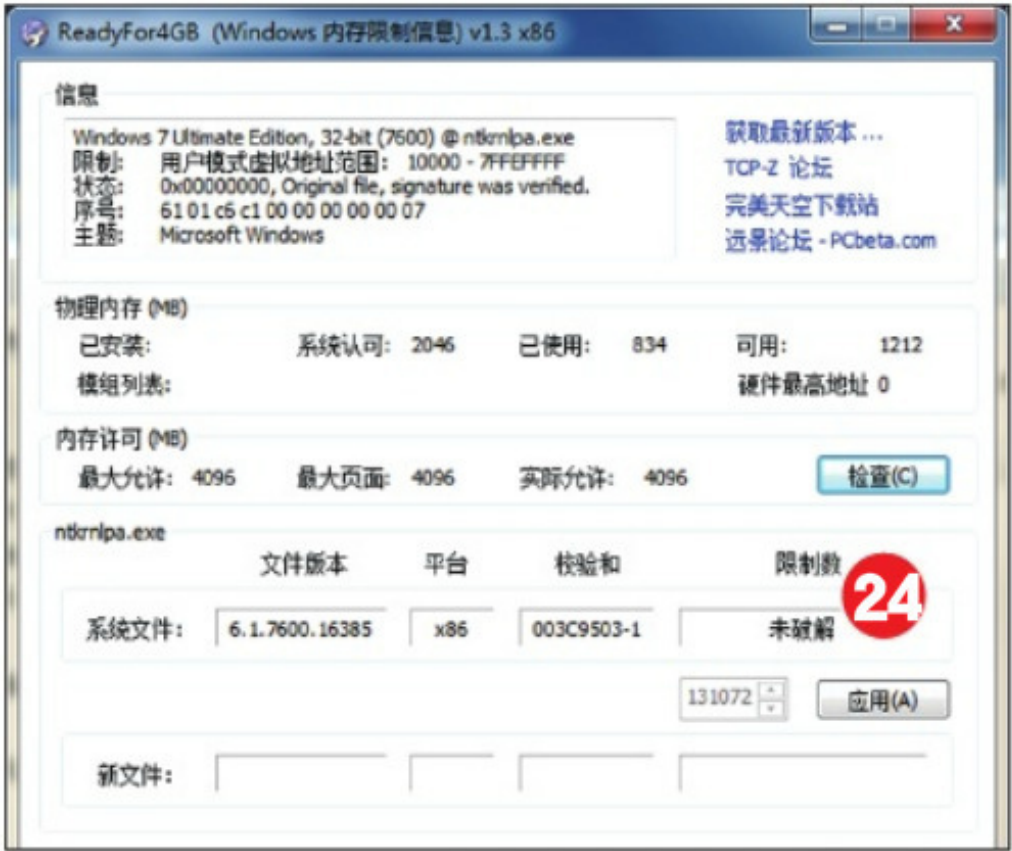 ReadyFor4GB (Windows 内存限制信息) v1.3 x86
信息
Windows 7 Ultimate Edition, 32-bit (7600) @ ntkrnlpa.exe
限制: 用户模式虚拟地址范围: 10000 - 7FFEFFFF
状态: 0x00000000, Original file, signature was verified.
序号: 61 01 c6 c1 00 00 00 00 00 07
主题: Microsoft Windows
获取最新版本 ...
TCP-Z 论坛
完美天空下载站
远景论坛 - PCbeta.com
物理内存 (MB)
已安装: 系统认可: 2046 已使用: 834 可用: 1212
模组列表: 硬件最高地址 0
内存许可 (MB)
最大允许: 4096 最大页面: 4096 实际允许: 4096 检查(C)
ntkrnlpa.exe
文件版本 平台 校验和 限制数
24
系统文件: 6.1.7600.16385 x86 003C9503-1 未破解
131072 应用(A)
新文件: